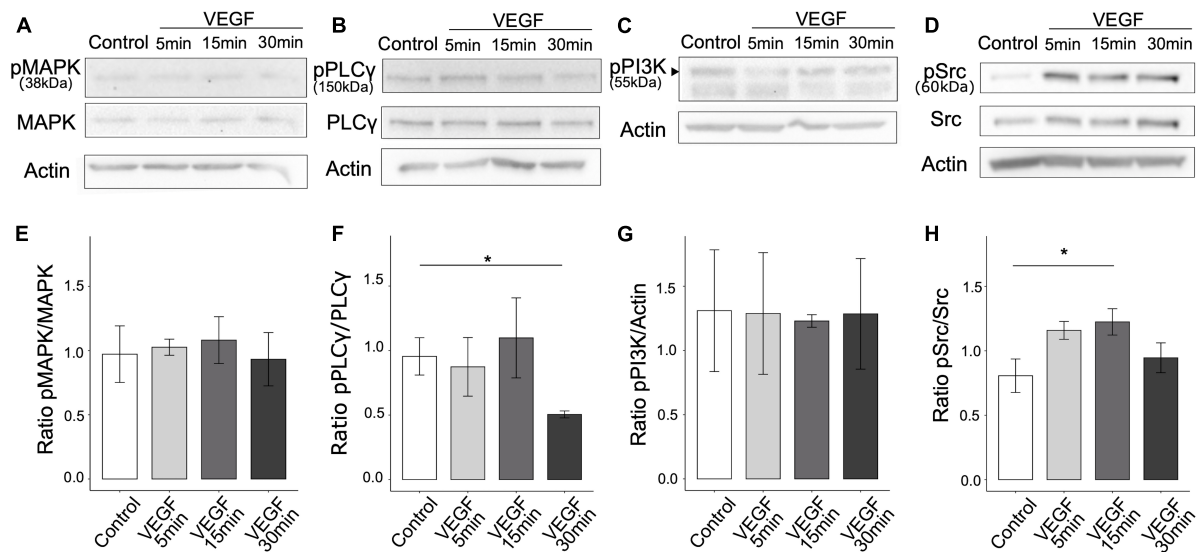 A
VEGF
Control 5min 15min 30min
pMAPK
(38kDa)
MAPK
Actin
B
VEGF
Control 5min 15min 30min
pPLCγ
(150kDa)
PLCγ
Actin
C
VEGF
Control 5min 15min 30min
pPI3K
(55kDa)
Actin
D
VEGF
Control 5min 15min 30min
pSrc
(60kDa)
Src
Actin
E
Ratio pMAPK/MAPK
1.5
1.0
0.5
0.0
Control
VEGF
5min
VEGF
15min
VEGF
30min
F
Ratio pPLCγ/PLCγ
1.5
1.0
0.5
0.0
*
Control
VEGF
5min
VEGF
15min
VEGF
30min
G
Ratio pPI3K/Actin
1.5
1.0
0.5
0.0
Control
VEGF
5min
VEGF
15min
VEGF
30min
H
Ratio pSrc/Src
1.5
1.0
0.5
0.0
*
Control
VEGF
5min
VEGF
15min
VEGF
30min